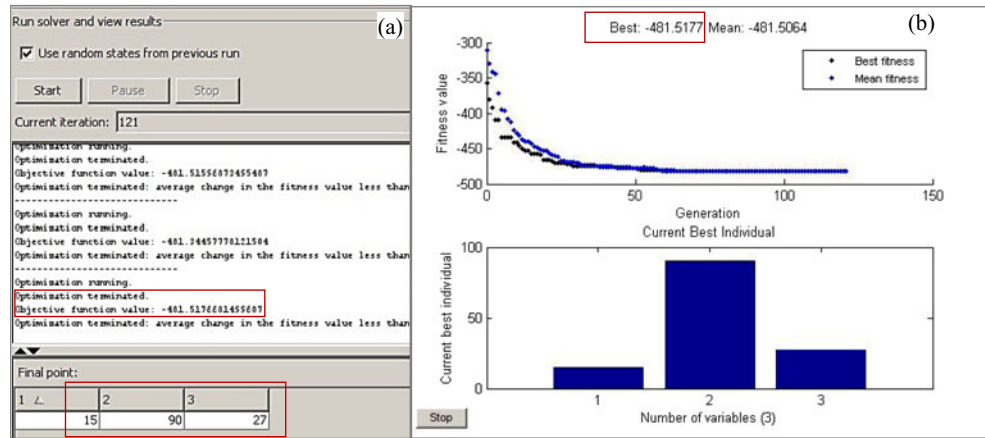 Run solver and view results
(a)
Use random states from previous run
Start Pause Stop
Current iteration: 121
Optimization running.
Optimization terminated.
Objective function value: -481.51556873455487
Optimization terminated: average change in the fitness value less than
------------------------------
Optimization running.
Optimization terminated.
Objective function value: -481.34457778121504
Optimization terminated: average change in the fitness value less than
------------------------------
Optimization running.
Optimization terminated.
Objective function value: -481.5176681455687
Optimization terminated: average change in the fitness value less than
Final point:
1 2 3
15 90 27
(b)
Best: -481.5177 Mean: -481.5064
Best fitness
Mean fitness
Fitness value
-300
-350
-400
-450
-500
0 50 100 150
Generation
Current Best Individual
Current best individual
100
50
0
1 2 3
Number of variables (3)
Stop